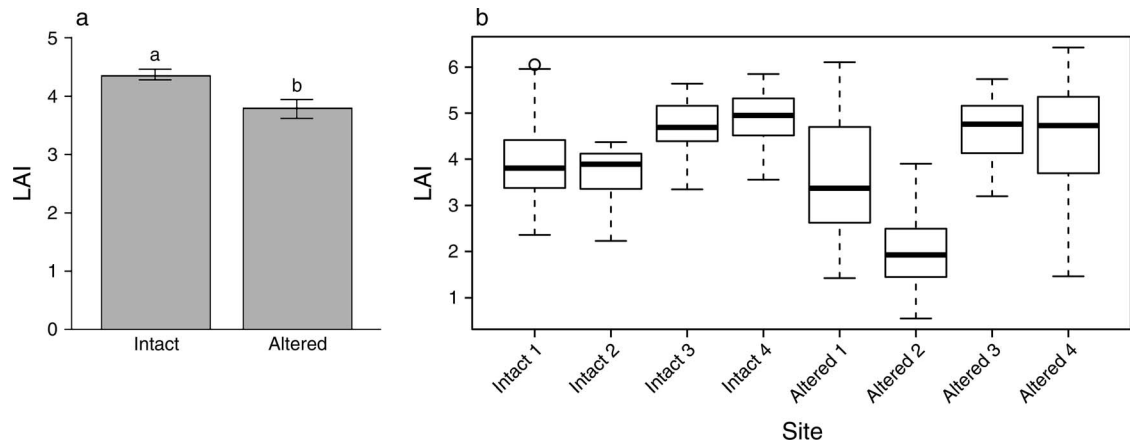 a
LAI
5
4
3
2
1
0
a
b
Intact
Altered
b
LAI
6
5
4
3
2
1
Intact 1
Intact 2
Intact 3
Intact 4
Altered 1
Altered 2
Altered 3
Altered 4
Site